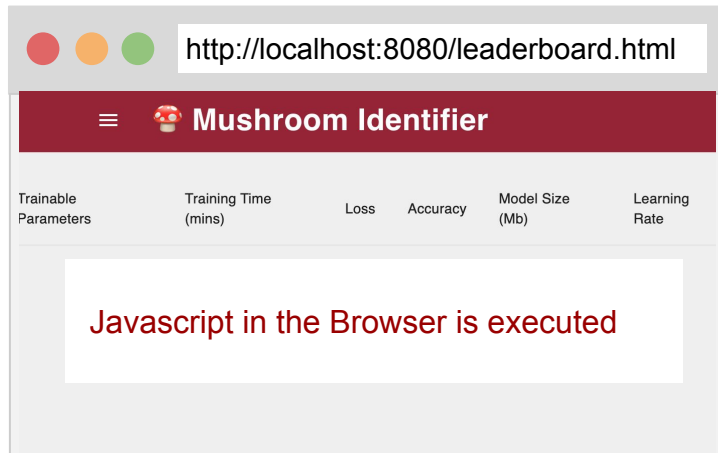 http://localhost:8080/leaderboard.html
🍄 Mushroom Identifier
Trainable Parameters
Training Time (mins)
Loss
Accuracy
Model Size (Mb)
Learning Rate
Javascript in the Browser is executed